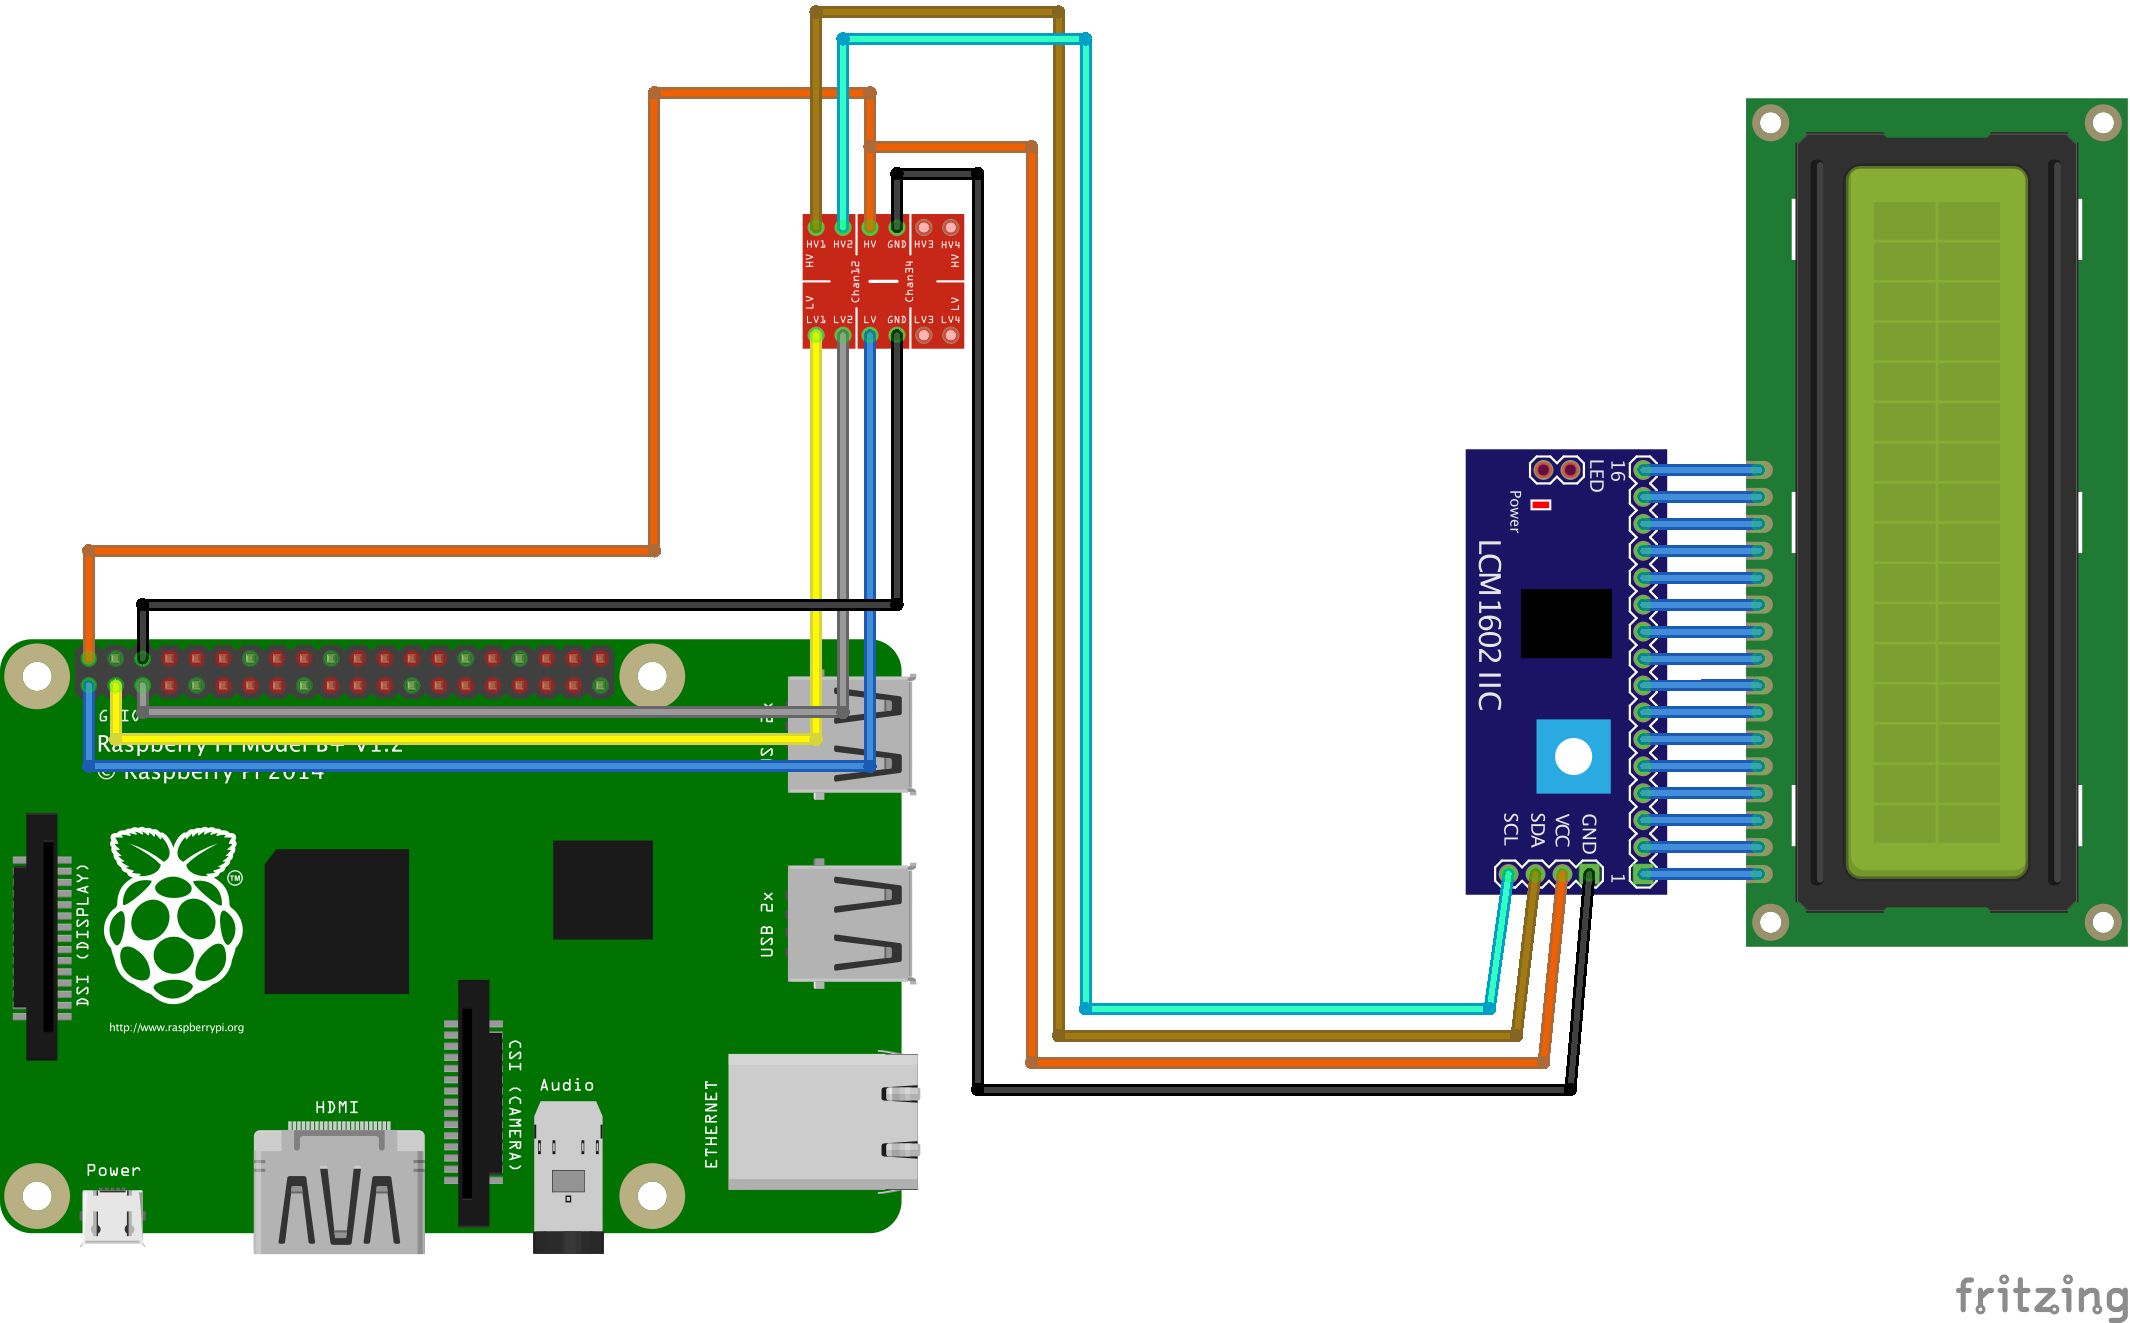 HV1 HV2 HV GND HV3 HV4
HV
HV
Chan12
Chan34
LV
LV
LV1 LV2 LV GND LV3 LV4
GPIO
Raspberry Pi Model B+ V1.2
© Raspberry Pi 2014
USB 2x
DSI (DISPLAY)
TM
http://www.raspberrypi.org
HDMI
CSI (CAMERA)
Audio
ETHERNET
Power
LED
16
Power
LCM1602 IIC
SCL
SDA
VCC
GND
1
fritzing